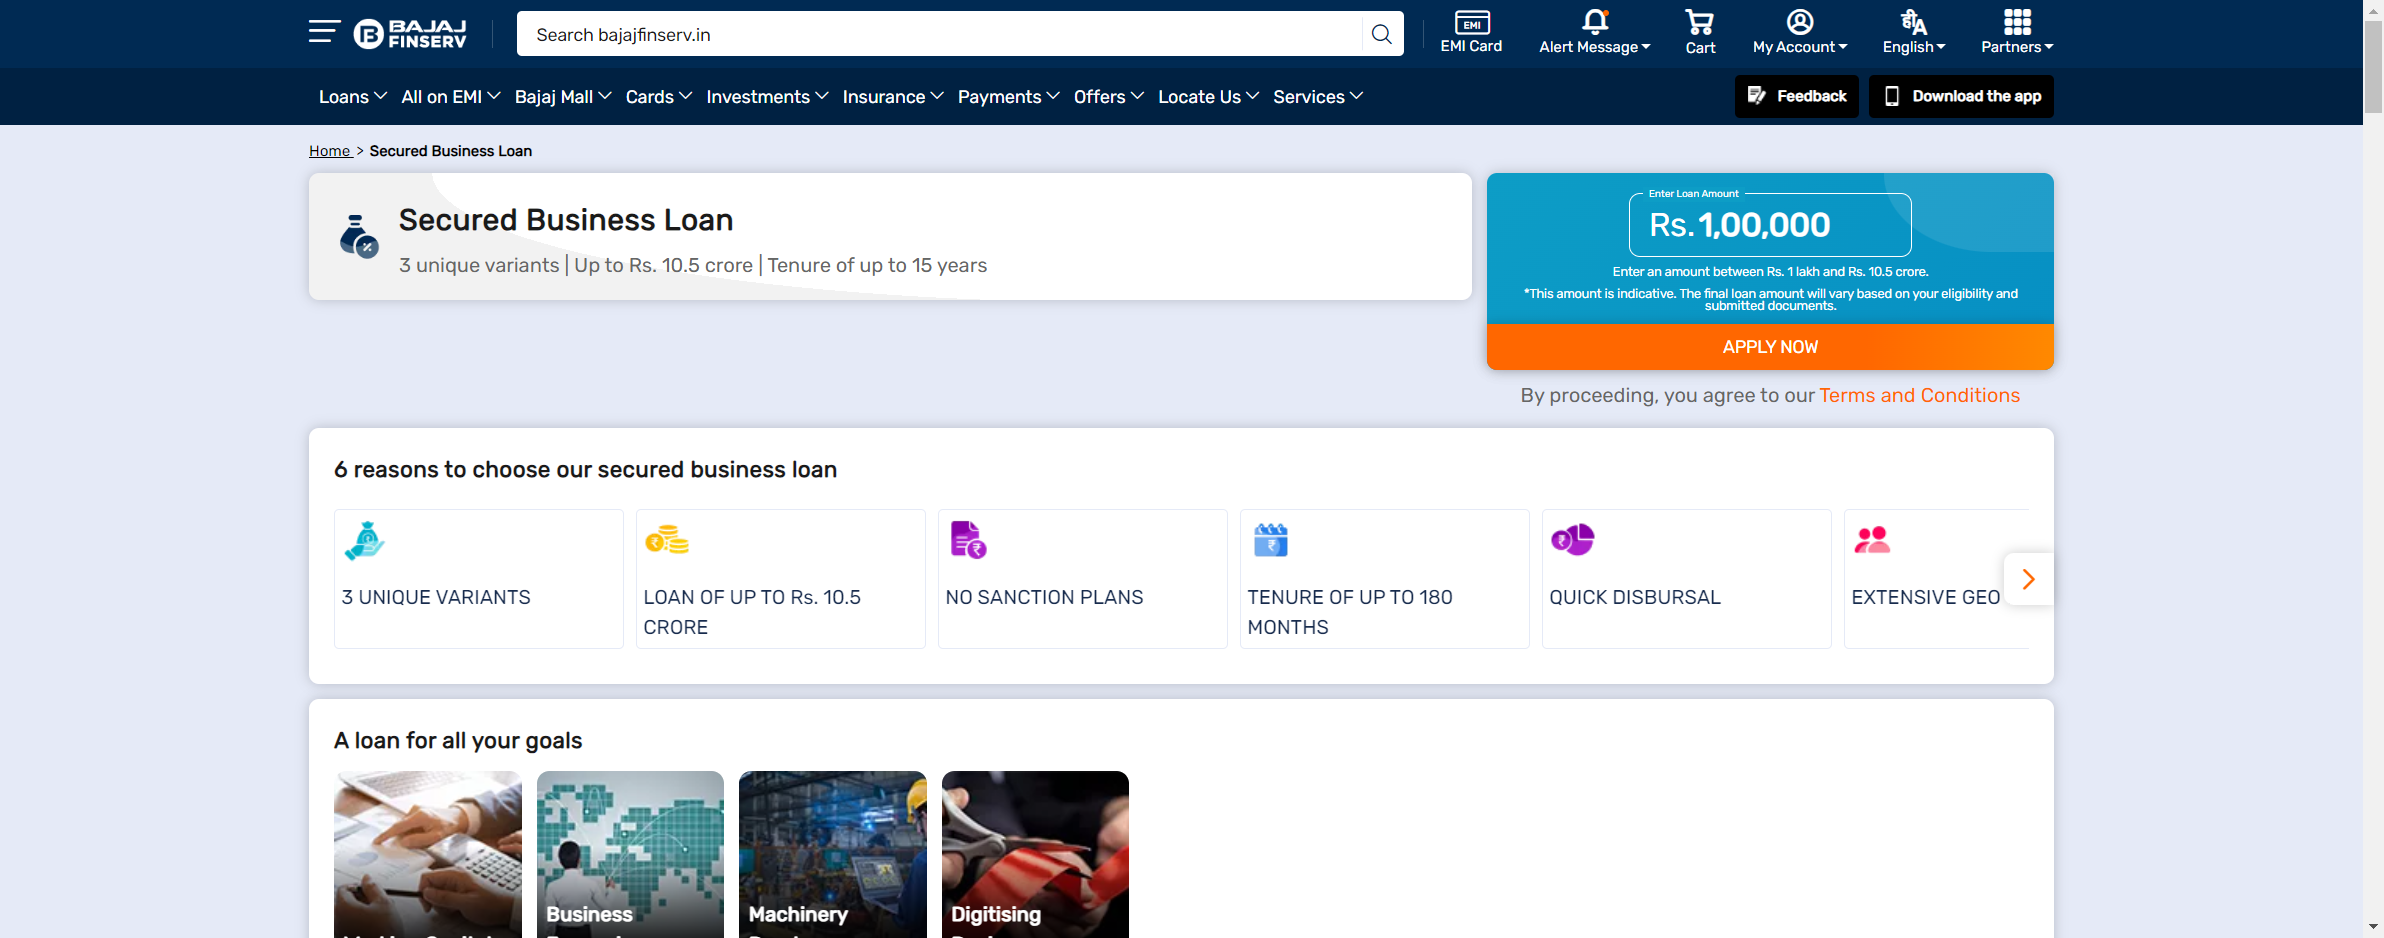 BAJAJ
FINSERV
Search bajajfinserv.in
EMI
EMI Card
Alert Message
Cart
My Account
ही A
English
Partners
Loans
All on EMI
Bajaj Mall
Cards
Investments
Insurance
Payments
Offers
Locate Us
Services
Feedback
Download the app
Home > Secured Business Loan
Secured Business Loan
3 unique variants | Up to Rs. 10.5 crore | Tenure of up to 15 years
Enter Loan Amount
Rs. 1,00,000
Enter an amount between Rs. 1 lakh and Rs. 10.5 crore.
*This amount is indicative. The final loan amount will vary based on your eligibility and
submitted documents.
APPLY NOW
By proceeding, you agree to our Terms and Conditions
6 reasons to choose our secured business loan
3 UNIQUE VARIANTS
LOAN OF UP TO Rs. 10.5
CRORE
NO SANCTION PLANS
TENURE OF UP TO 180
MONTHS
QUICK DISBURSAL
EXTENSIVE GEO
A loan for all your goals
Business
Machinery
Digitising